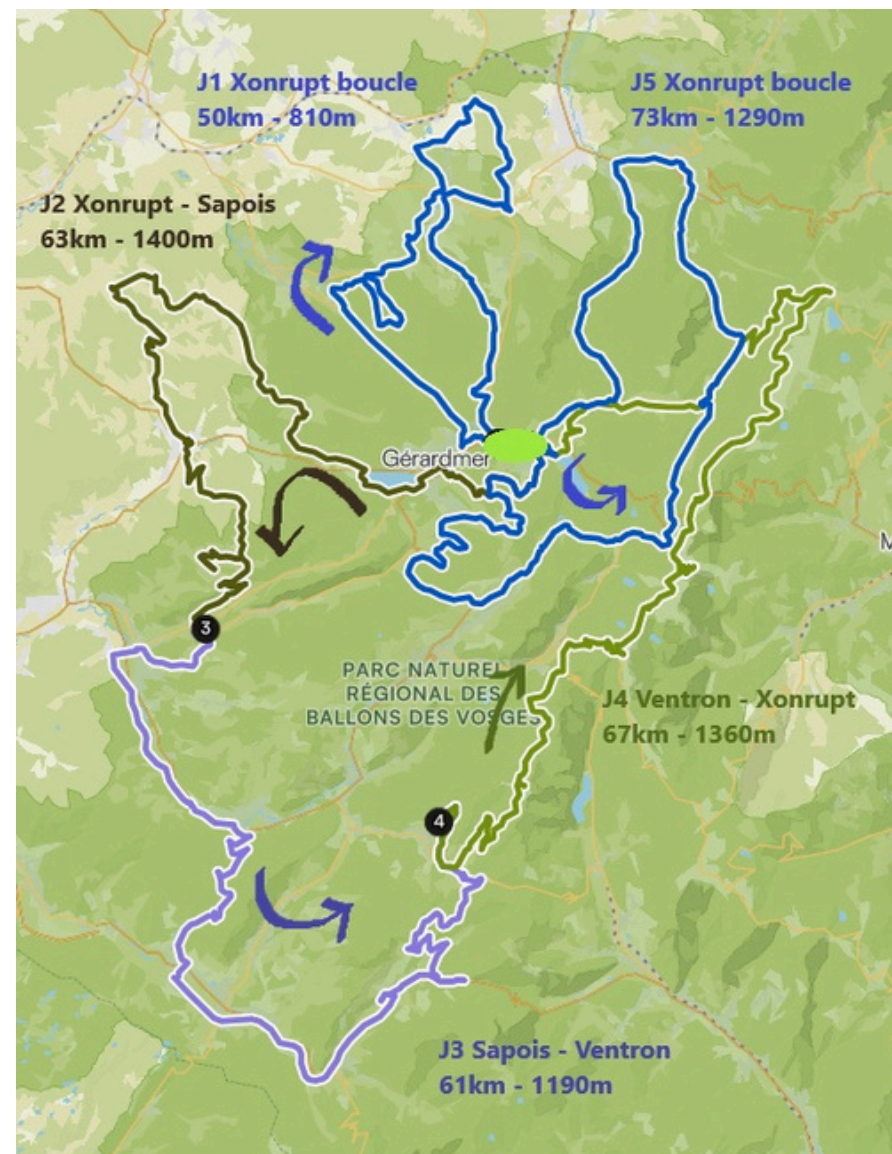 J1 Xonrupt boucle
50km - 810m
J5 Xonrupt boucle
73km - 1290m
J2 Xonrupt - Sapois
63km - 1400m
Gérardmer
M
3
PARC NATUREL
RÉGIONAL DES
BALLONS DES VOSGES
J4 Ventron - Xonrupt
67km - 1360m
4
J3 Sapois - Ventron
61km - 1190m